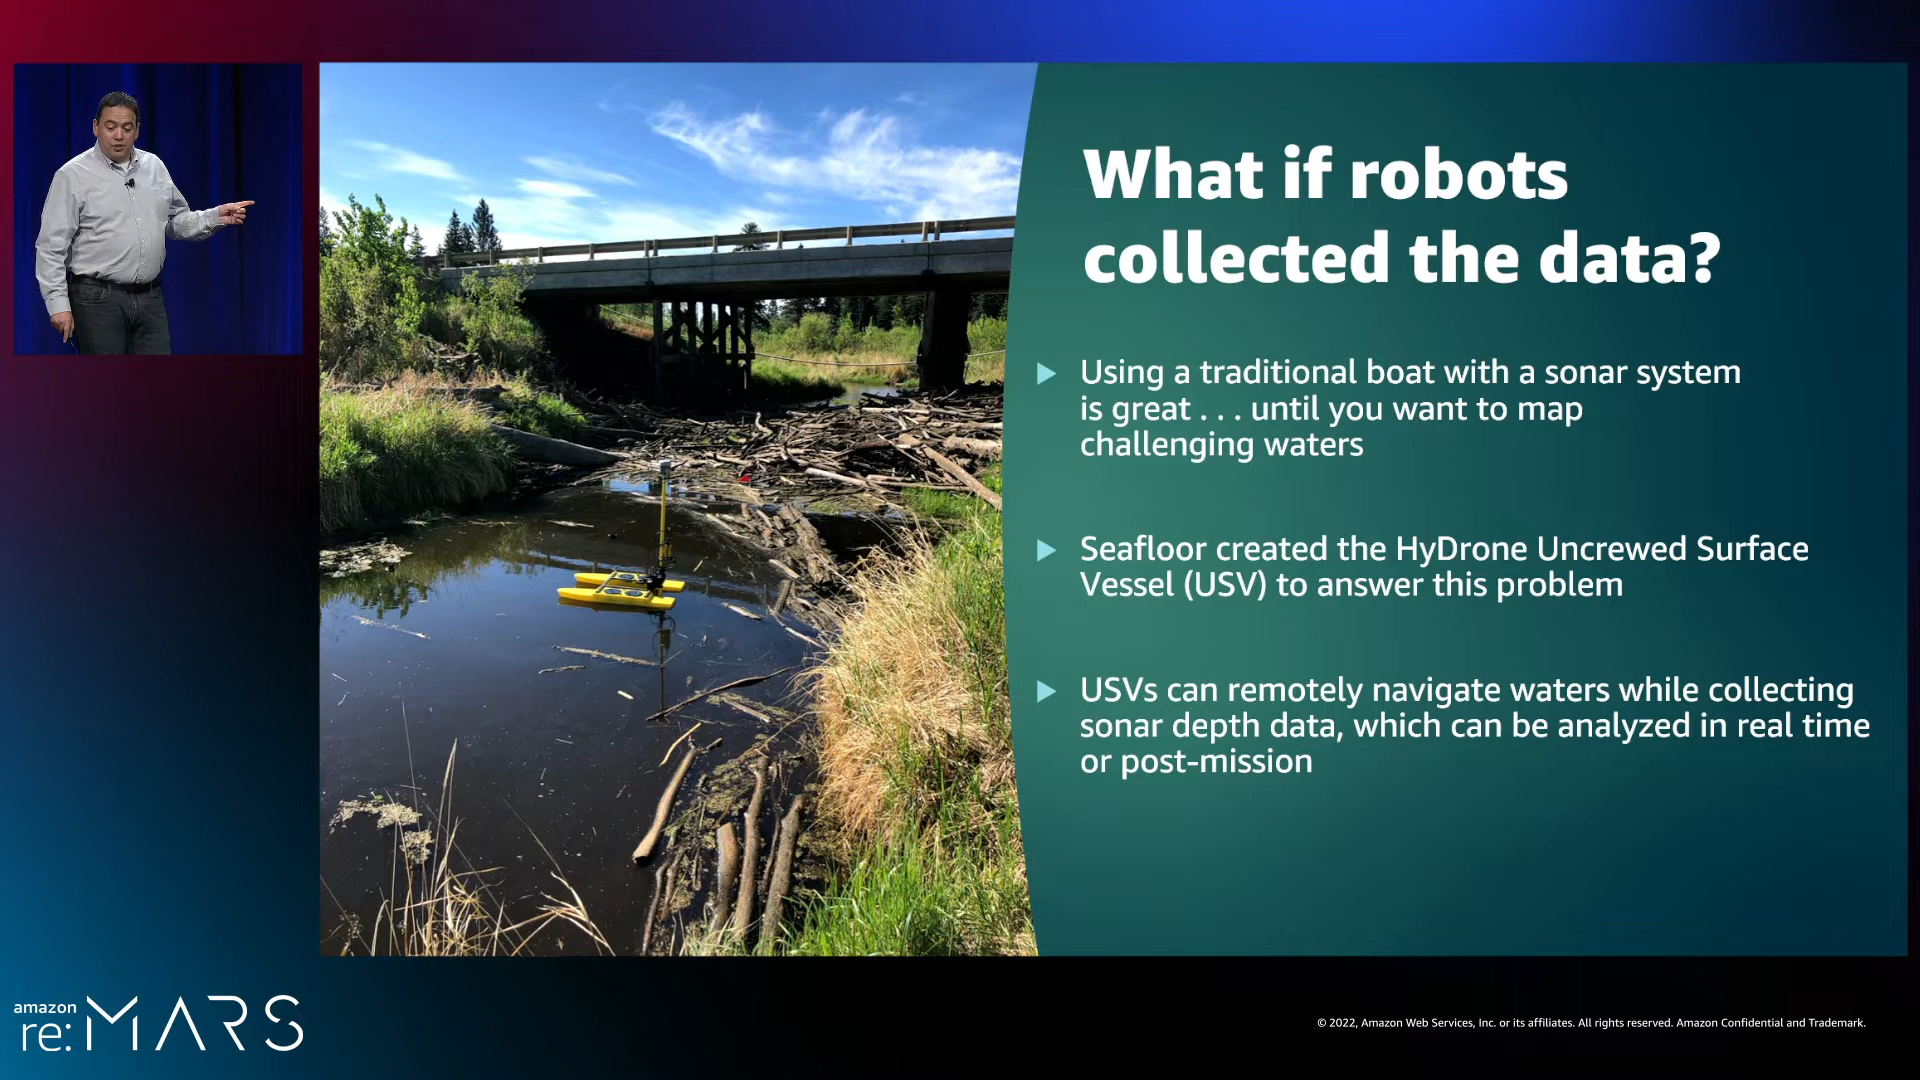 What if robots
collected the data?
Using a traditional boat with a sonar system
is great . . . until you want to map
challenging waters
Seafloor created the HyDrone Uncrewed Surface
Vessel (USV) to answer this problem
USVs can remotely navigate waters while collecting
sonar depth data, which can be analyzed in real time
or post-mission
amazon
re:MARS
© 2022, Amazon Web Services, Inc. or its affiliates. All rights reserved. Amazon Confidential and Trademark.